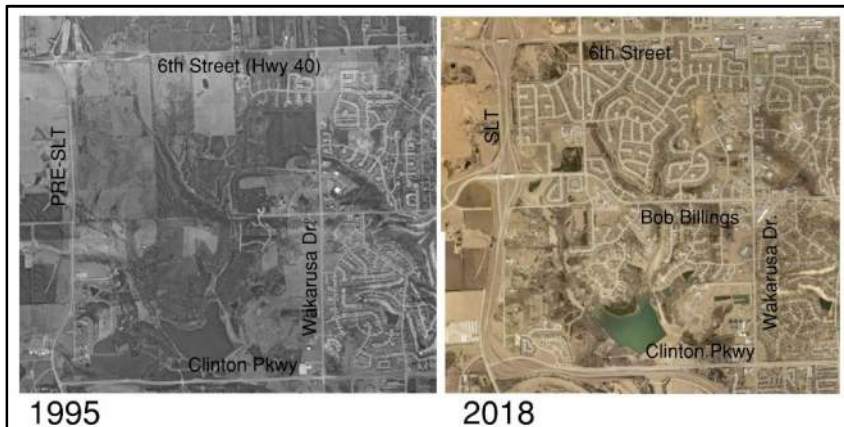 6th Street (Hwy 40)
PRE-SLT
Wakarusa Dr.
Clinton Pkwy
1995
6th Street
SLT
Bob Billings
Wakarusa Dr.
Clinton Pkwy
2018